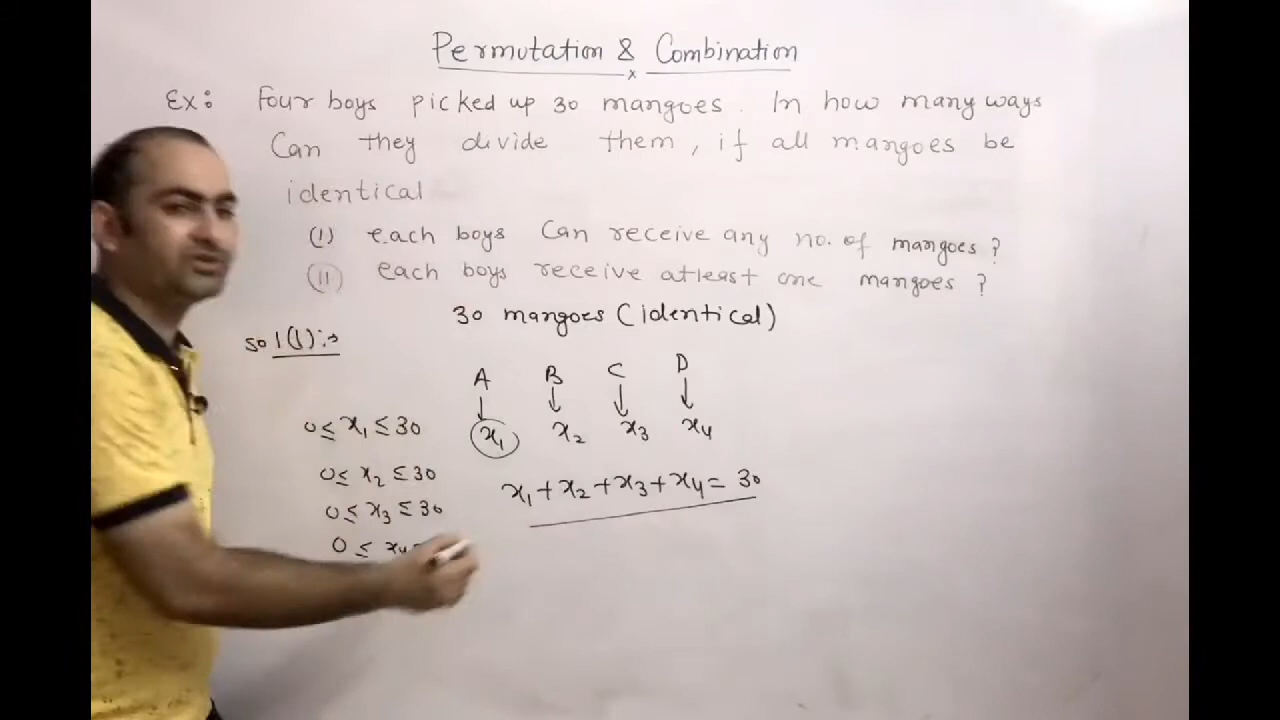 Permutation & Combination
Ex: Four boys picked up 30 mangoes. In how many ways
Can they divide them, if all mangoes be
identical
(I) each boys Can receive any no. of mangoes?
(II) each boys receive atleast one mangoes?
30 mangoes (identical)
sol(1):→
A B C D
↓ ↓ ↓ ↓
x₁ x₂ x₃ x₄
0 ≤ x₁ ≤ 30
0 ≤ x₂ ≤ 30
x₁ + x₂ + x₃ + x₄ = 30
0 ≤ x₃ ≤ 30
0 ≤ x₄